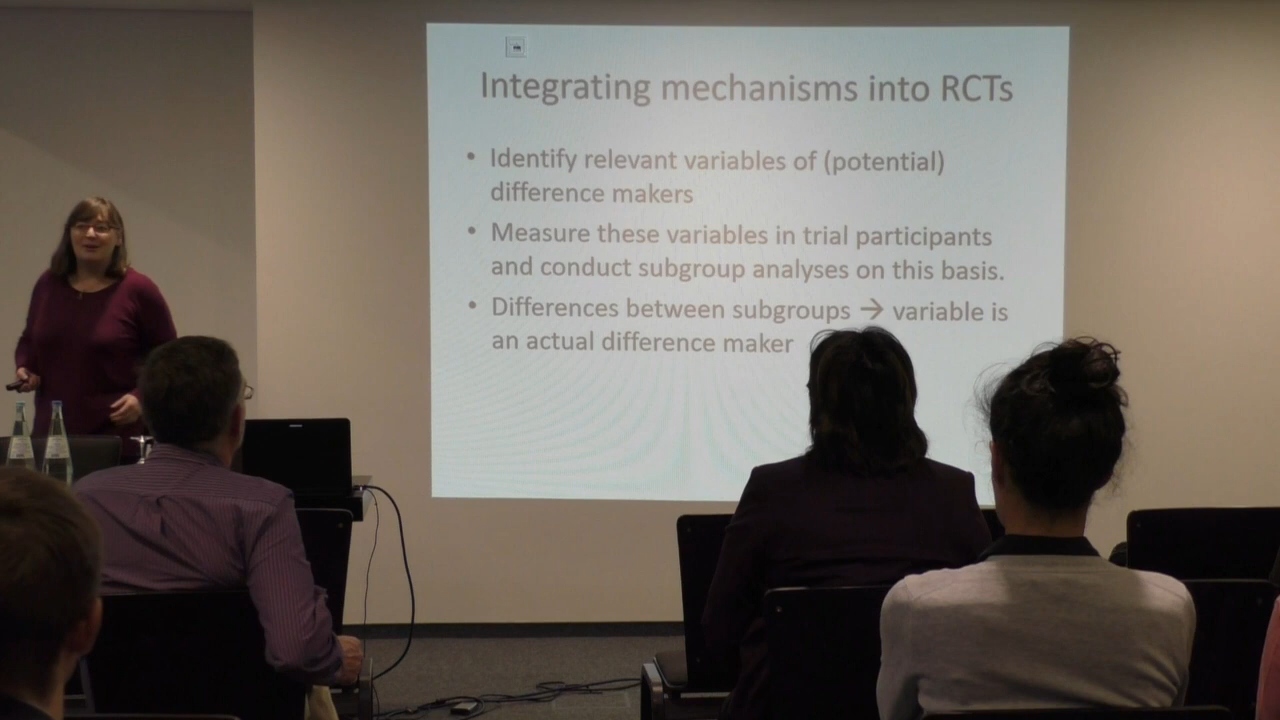 Integrating mechanisms into RCTs
• Identify relevant variables of (potential)
difference makers
• Measure these variables in trial participants
and conduct subgroup analyses on this basis.
• Differences between subgroups → variable is
an actual difference maker